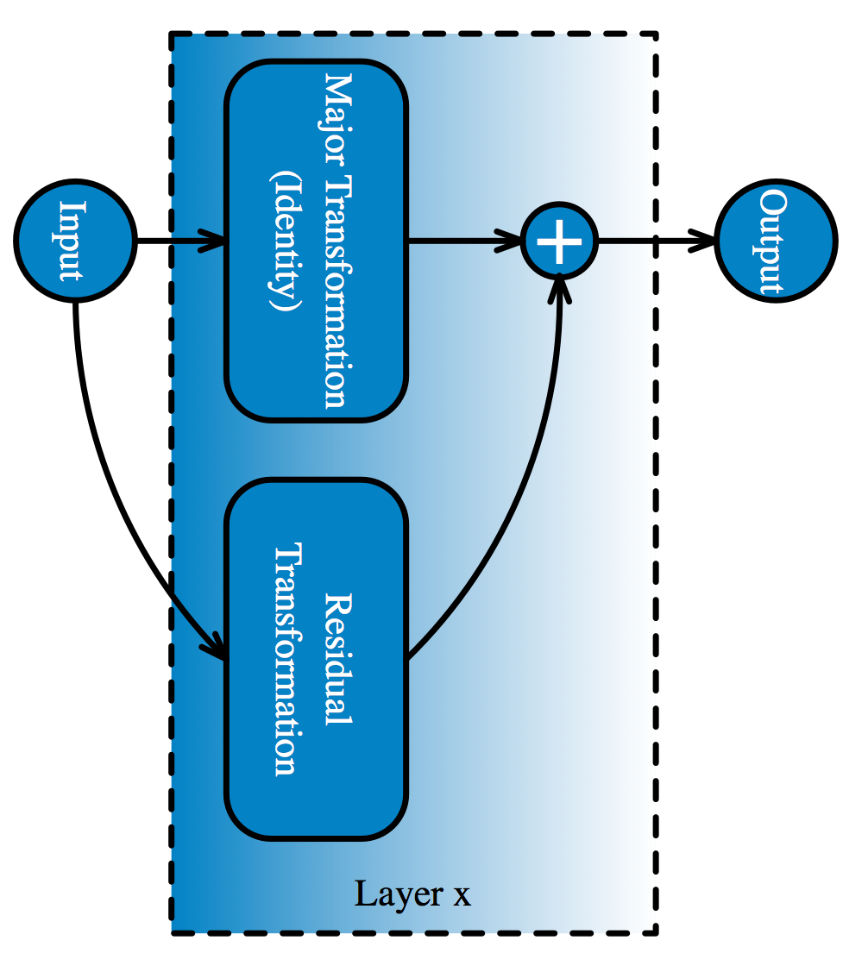 Input
Major Transformation
(Identity)
+
Output
Residual
Transformation
Layer x